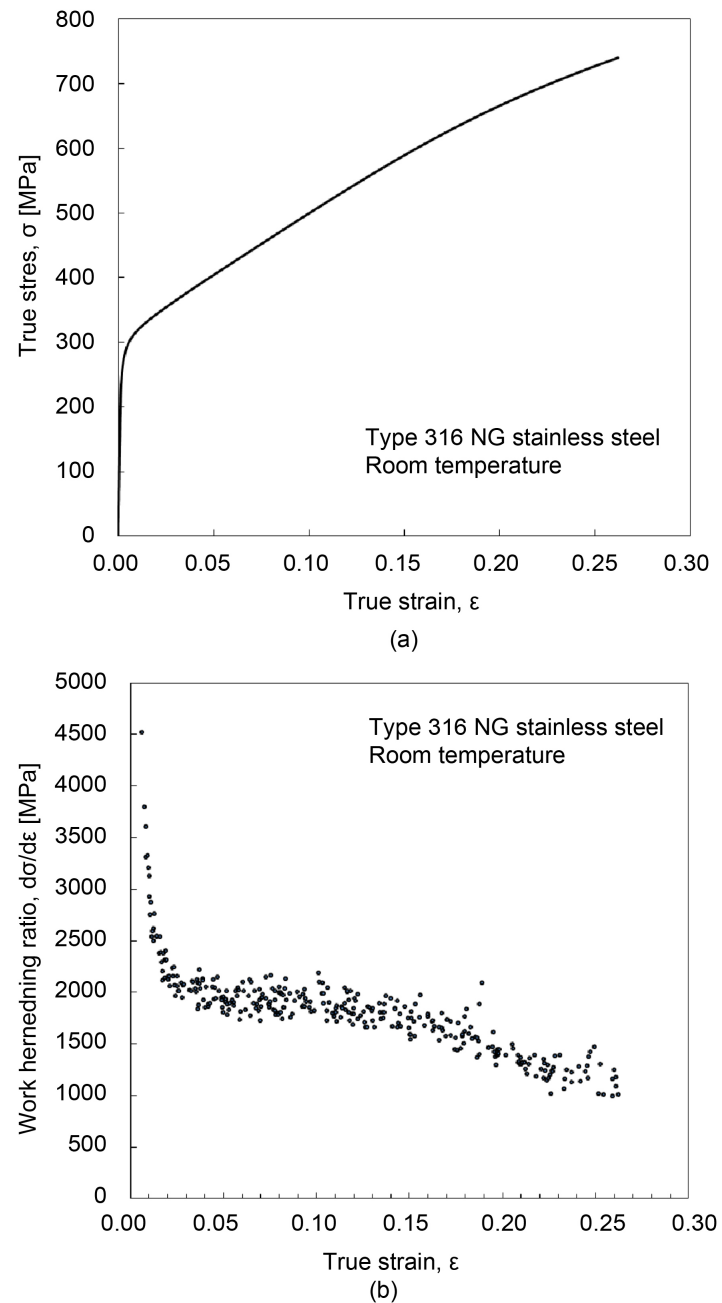 800
700
600
500
400
300
200
100
0
True stres, σ [MPa]
Type 316 NG stainless steel
Room temperature
0.00 0.05 0.10 0.15 0.20 0.25 0.30
True strain, ε
(a)
5000
4500
4000
3500
3000
2500
2000
1500
1000
500
0
Work hernedning ratio, dσ/dε [MPa]
Type 316 NG stainless steel
Room temperature
0.00 0.05 0.10 0.15 0.20 0.25 0.30
True strain, ε
(b)